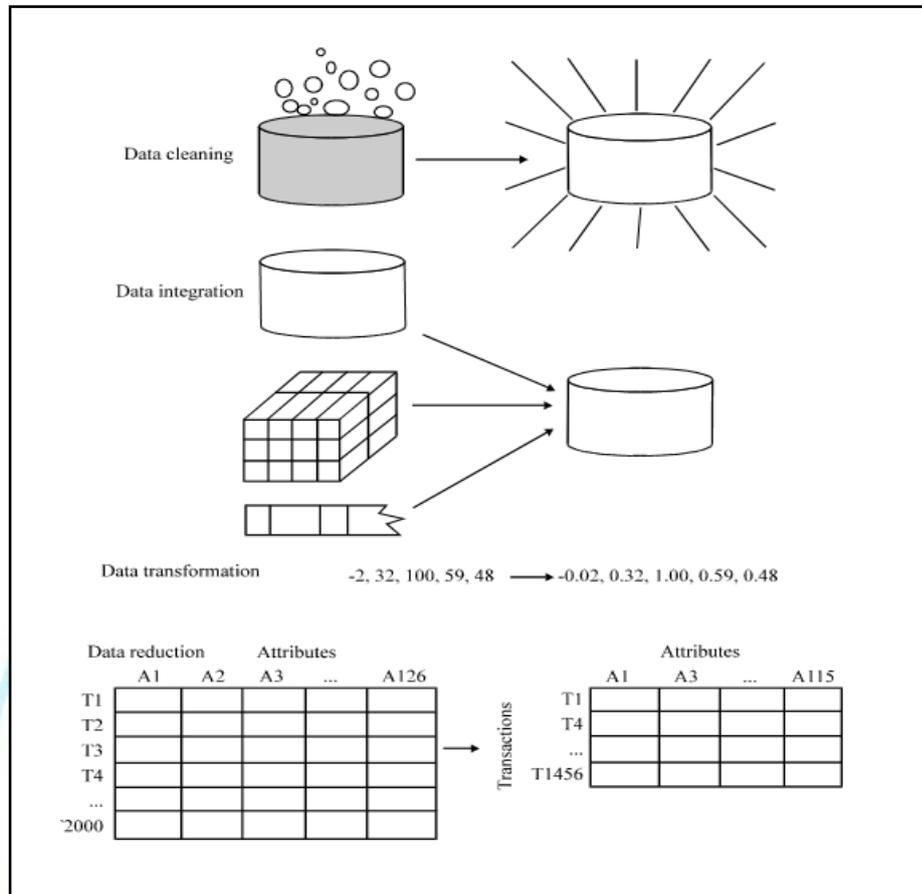 Data cleaning
Data integration
Data transformation
-2, 32, 100, 59, 48
-0.02, 0.32, 1.00, 0.59, 0.48
Data reduction
Attributes
A1 A2 A3 ... A126
T1
T2
T3
T4
...
`2000
Attributes
A1 A3 ... A115
Transactions
T1
T4
...
T1456